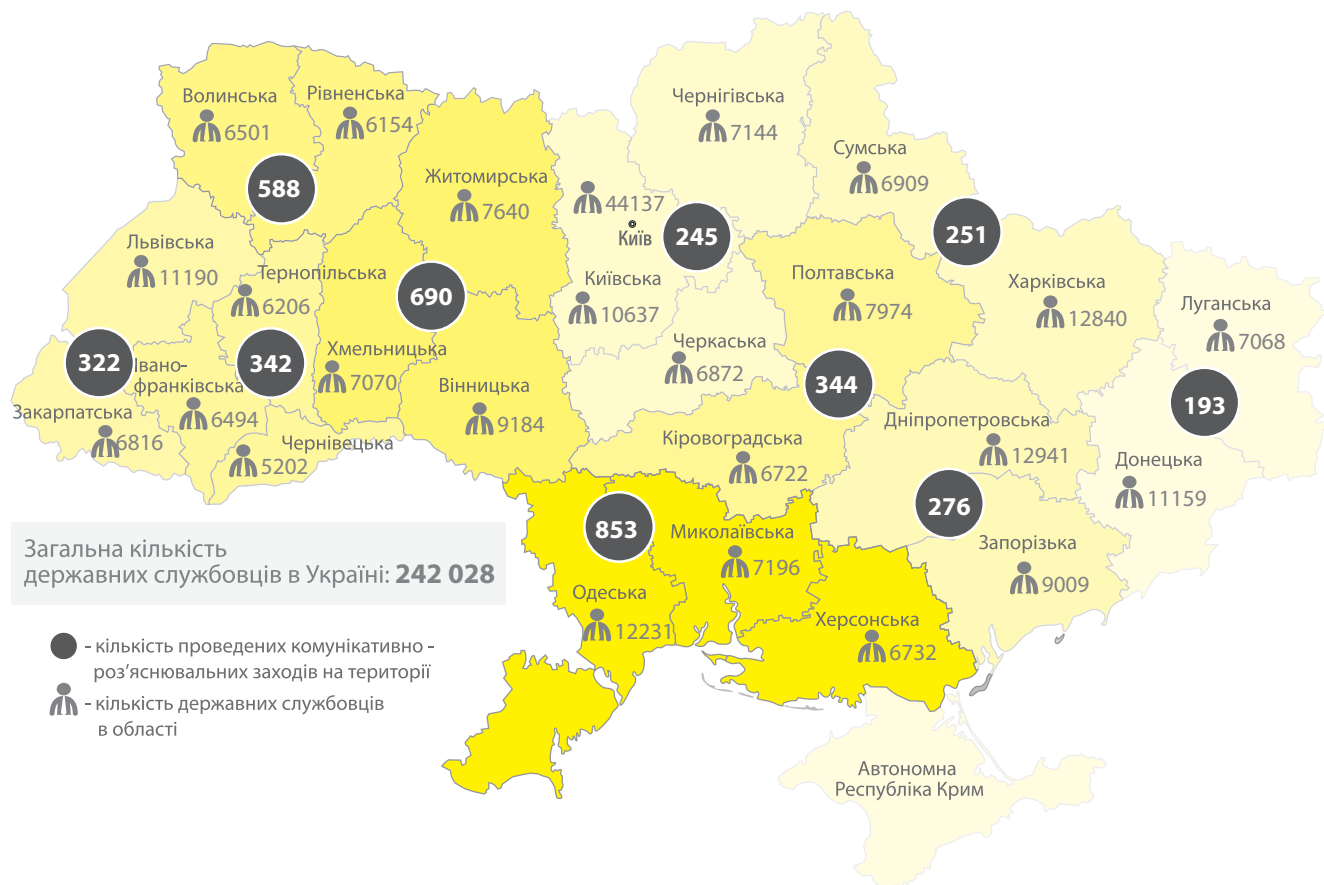 Волинська
6501
Рівненська
6154
588
Житомирська
7640
Чернігівська
7144
Сумська
6909
44137
Київ
245
251
Львівська
11190
Тернопільська
6206
690
Київська
10637
Полтавська
7974
Харківська
12840
Луганська
7068
322
Івано-
франківська
6494
342
Хмельницька
7070
Вінницька
9184
Черкаська
6872
344
193
Закарпатська
6816
Чернівецька
5202
Кіровоградська
6722
Дніпропетровська
12941
Донецька
11159
276
853
Миколаївська
7196
Запорізька
9009
Одеська
12231
Херсонська
6732
Загальна кількість
державних службовців в Україні: 242 028
- кількість проведених комунікативно -
роз’яснювальних заходів на території
- кількість державних службовців
в області
Автономна
Республіка Крим